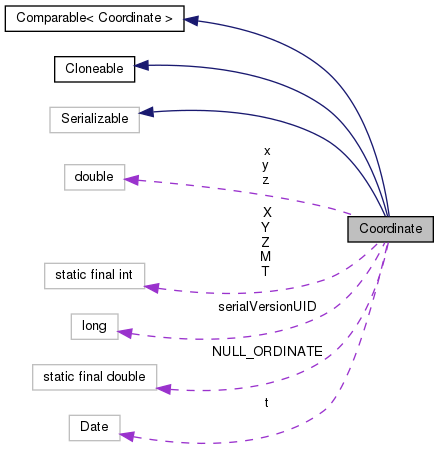 Comparable< Coordinate >
Cloneable
Serializable
x
y
z
double
Coordinate
X
Y
Z
M
T
static final int
serialVersionUID
long
NULL_ORDINATE
static final double
t
Date